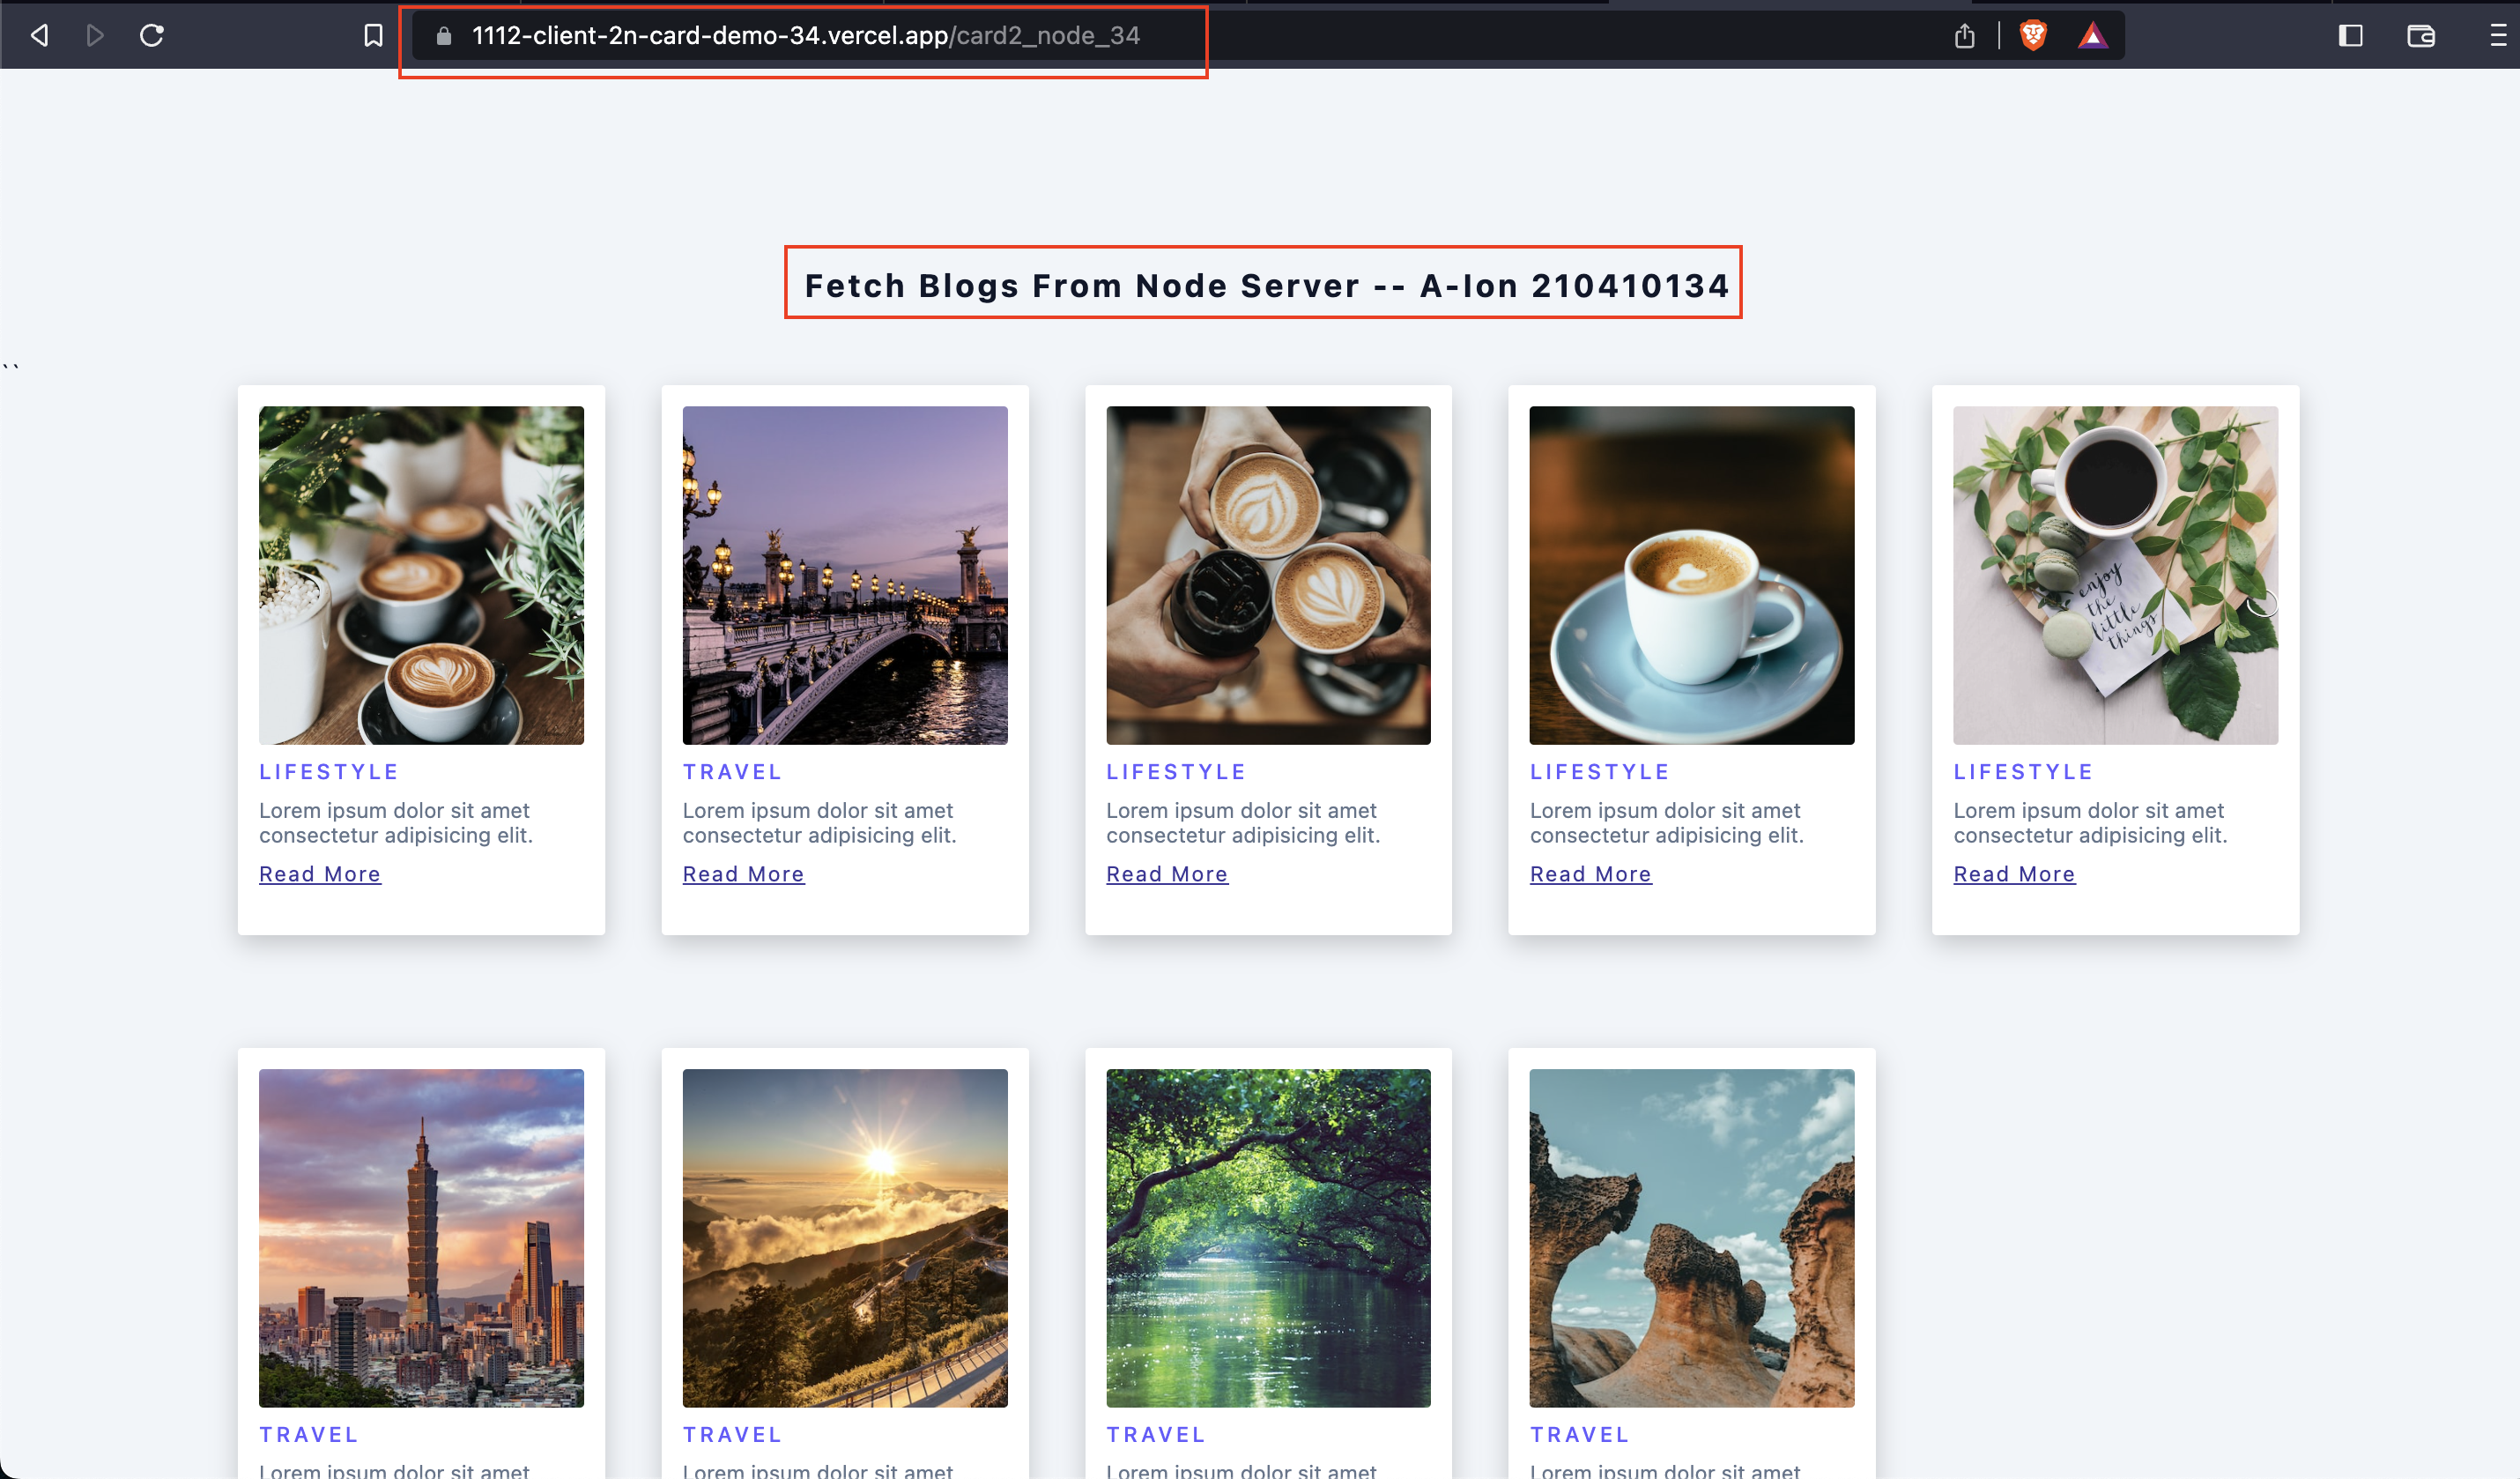 1112-client-2n-card-demo-34.vercel.app/card2_node_34
Fetch Blogs From Node Server -- A-Ion 210410134
``
enjoy
the
little
things
LIFESTYLE
Lorem ipsum dolor sit amet
consectetur adipisicing elit.
Read More
TRAVEL
Lorem ipsum dolor sit amet
consectetur adipisicing elit.
Read More
LIFESTYLE
Lorem ipsum dolor sit amet
consectetur adipisicing elit.
Read More
LIFESTYLE
Lorem ipsum dolor sit amet
consectetur adipisicing elit.
Read More
LIFESTYLE
Lorem ipsum dolor sit amet
consectetur adipisicing elit.
Read More
TRAVEL
Lorem ipsum dolor sit amet
TRAVEL
Lorem ipsum dolor sit amet
TRAVEL
Lorem ipsum dolor sit amet
TRAVEL
Lorem ipsum dolor sit amet